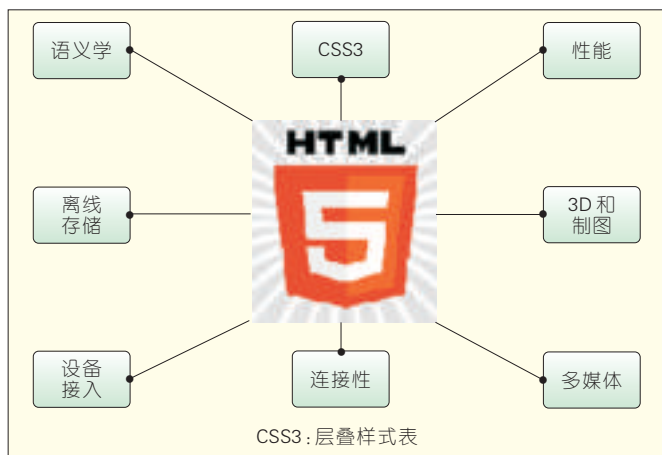 语义学
CSS3
性能
HTML
5
离线
存储
3D 和
制图
设备
接入
连接性
多媒体
CSS3:层叠样式表